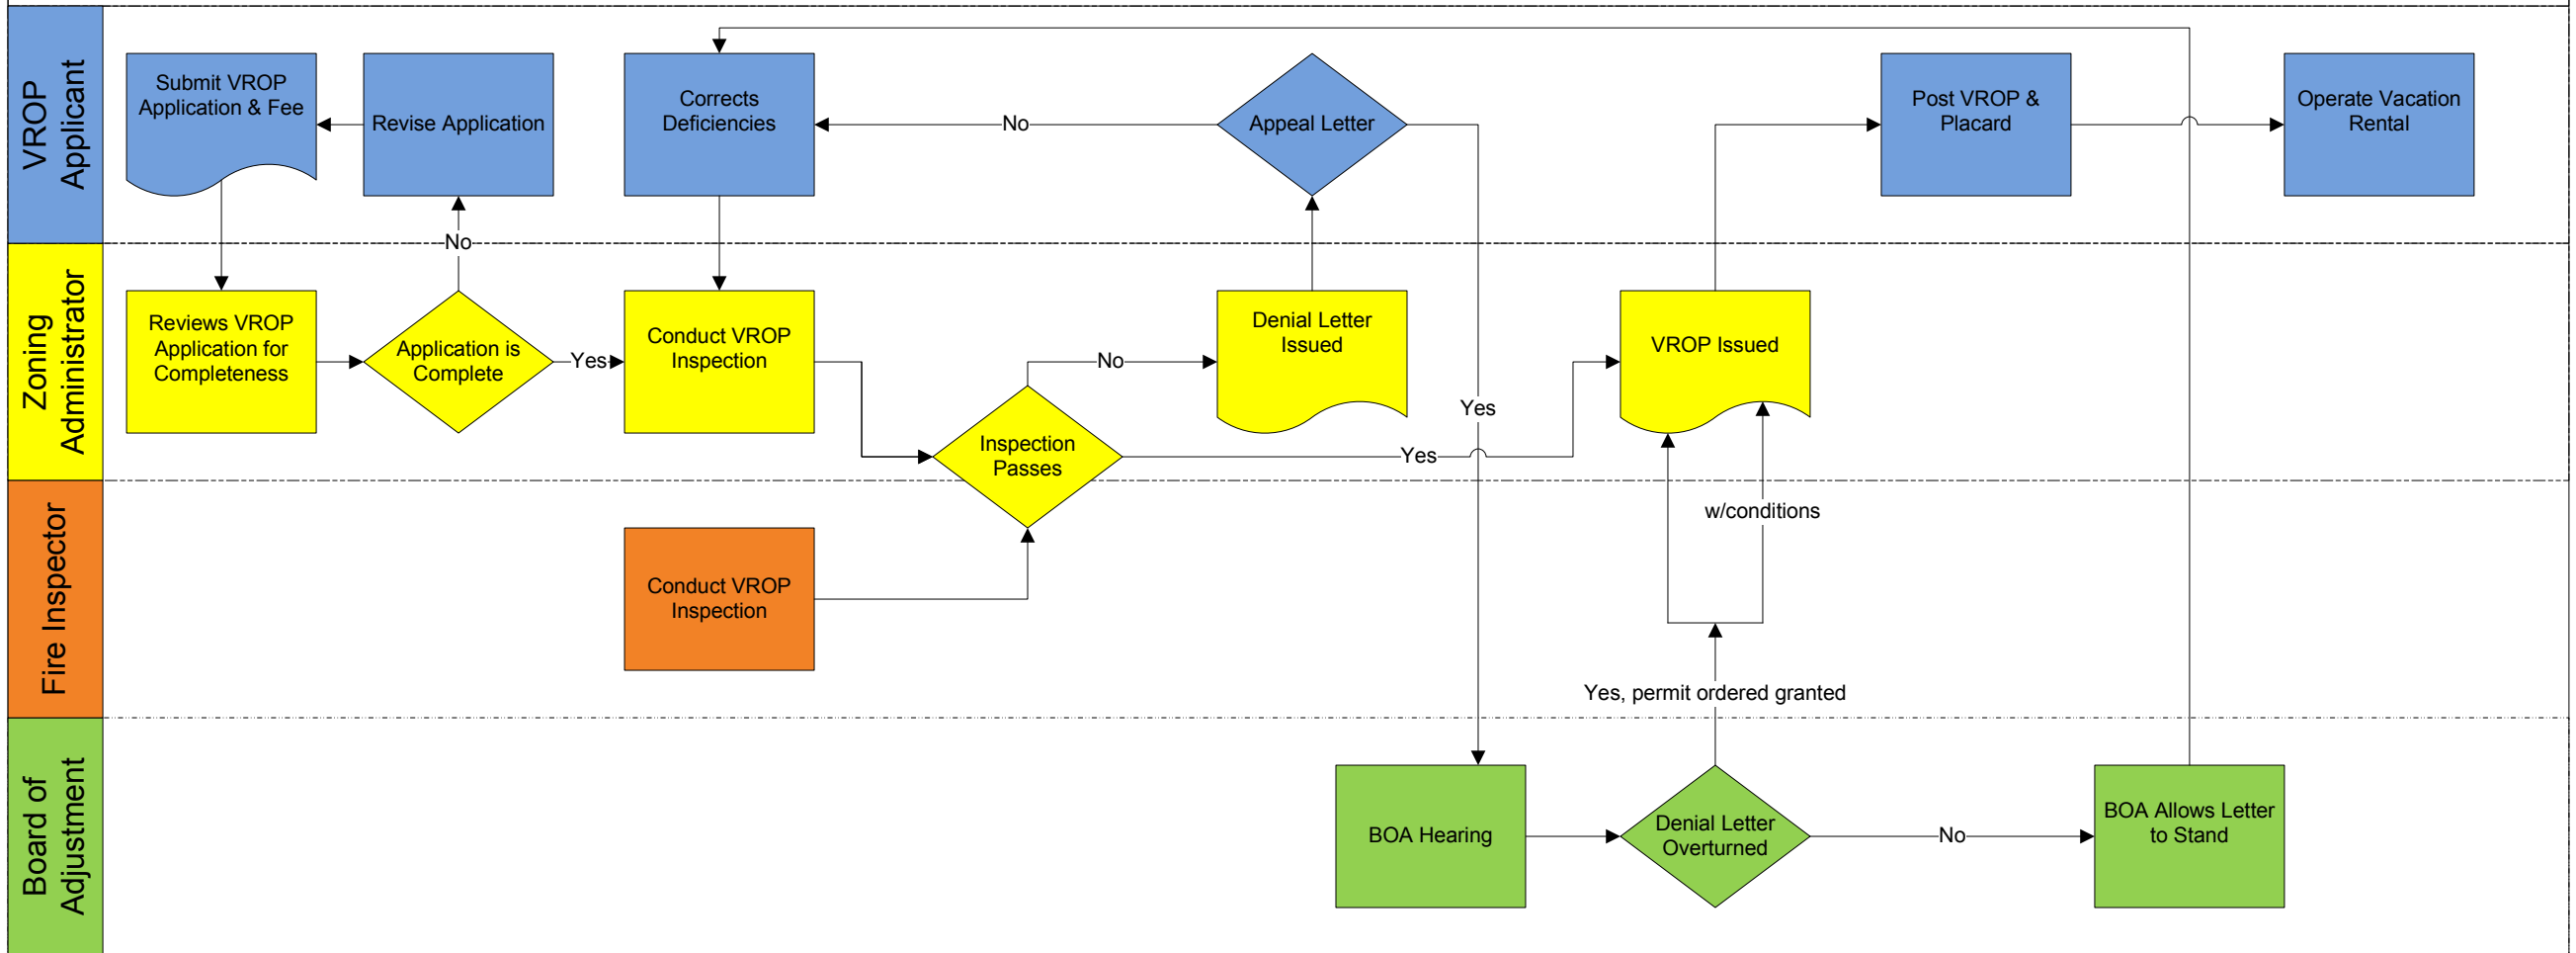 VROP
Applicant
Submit VROP
Application & Fee
Revise Application
Corrects
Deficiencies
No
Appeal Letter
Post VROP &
Placard
Operate Vacation
Rental
No
Zoning
Administrator
Reviews VROP
Application for
Completeness
Application is
Complete
Yes
Conduct VROP
Inspection
Inspection
Passes
No
Denial Letter
Issued
Yes
Yes
VROP Issued
Fire Inspector
Conduct VROP
Inspection
w/conditions
Yes, permit ordered granted
Board of
Adjustment
BOA Hearing
Denial Letter
Overturned
No
BOA Allows Letter
to Stand